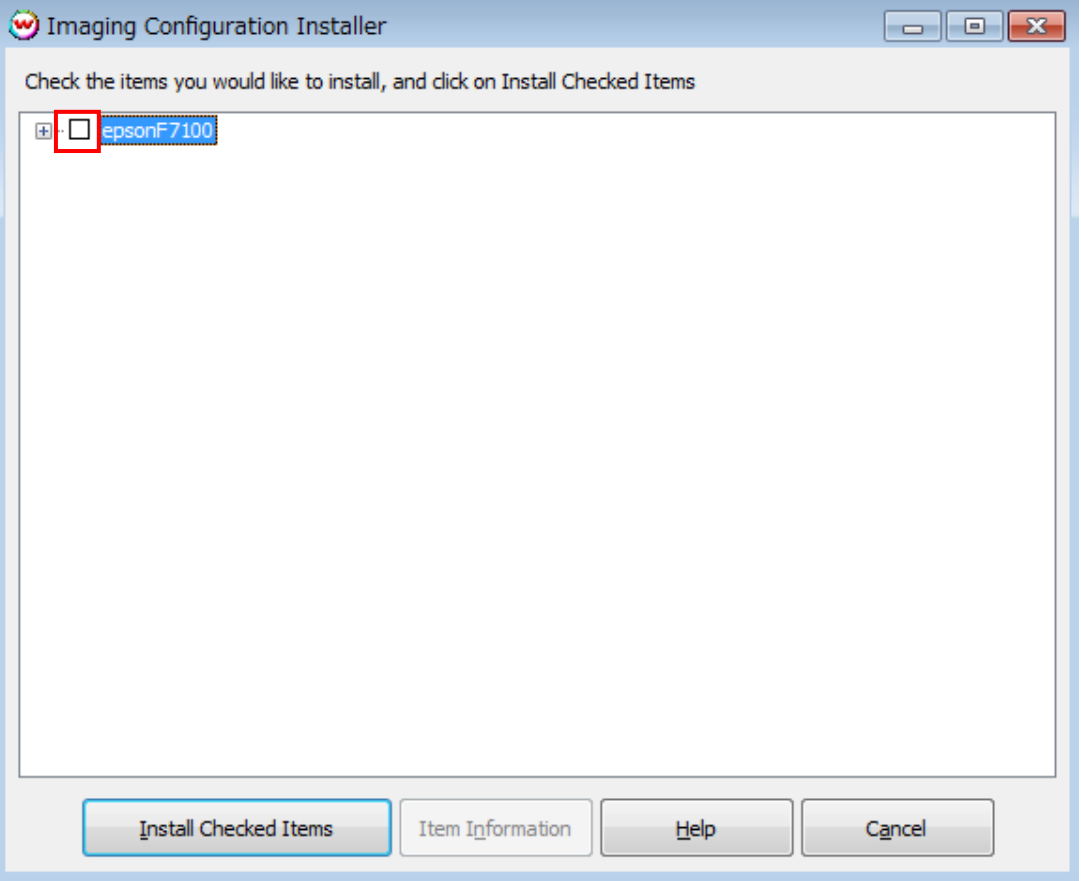 Imaging Configuration Installer
Check the items you would like to install, and click on Install Checked Items
epsonF7100
Install Checked Items
Item Information
Help
Cancel